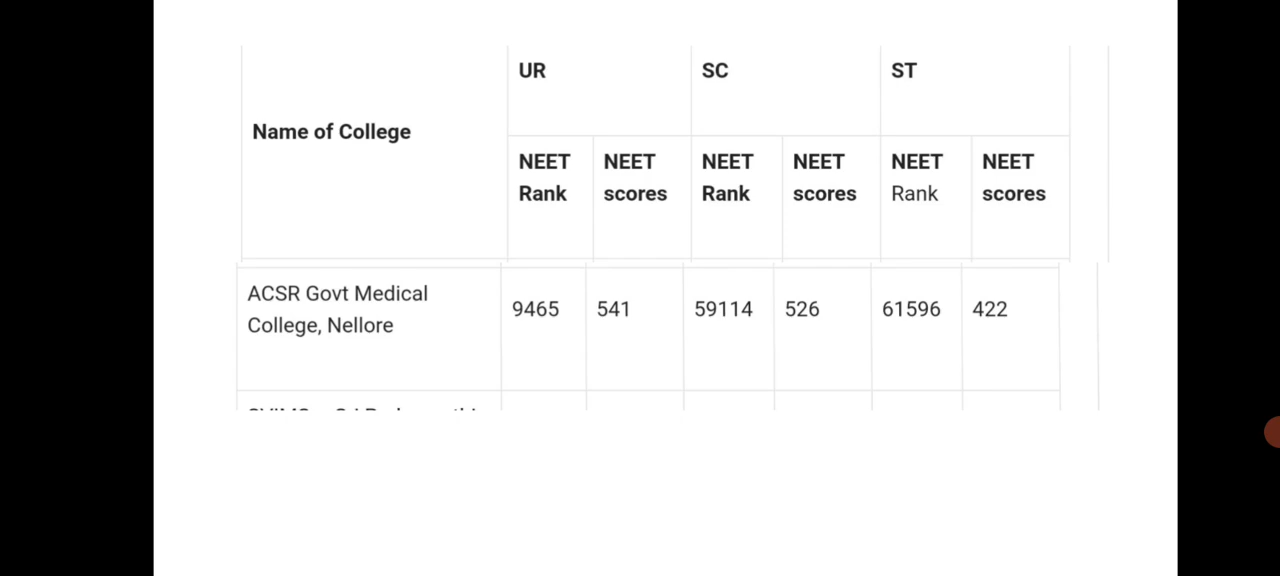 UR SC ST
Name of College
NEET NEET NEET NEET NEET NEET
Rank scores Rank scores Rank scores
ACSR Govt Medical
College, Nellore
9465 541 59114 526 61596 422